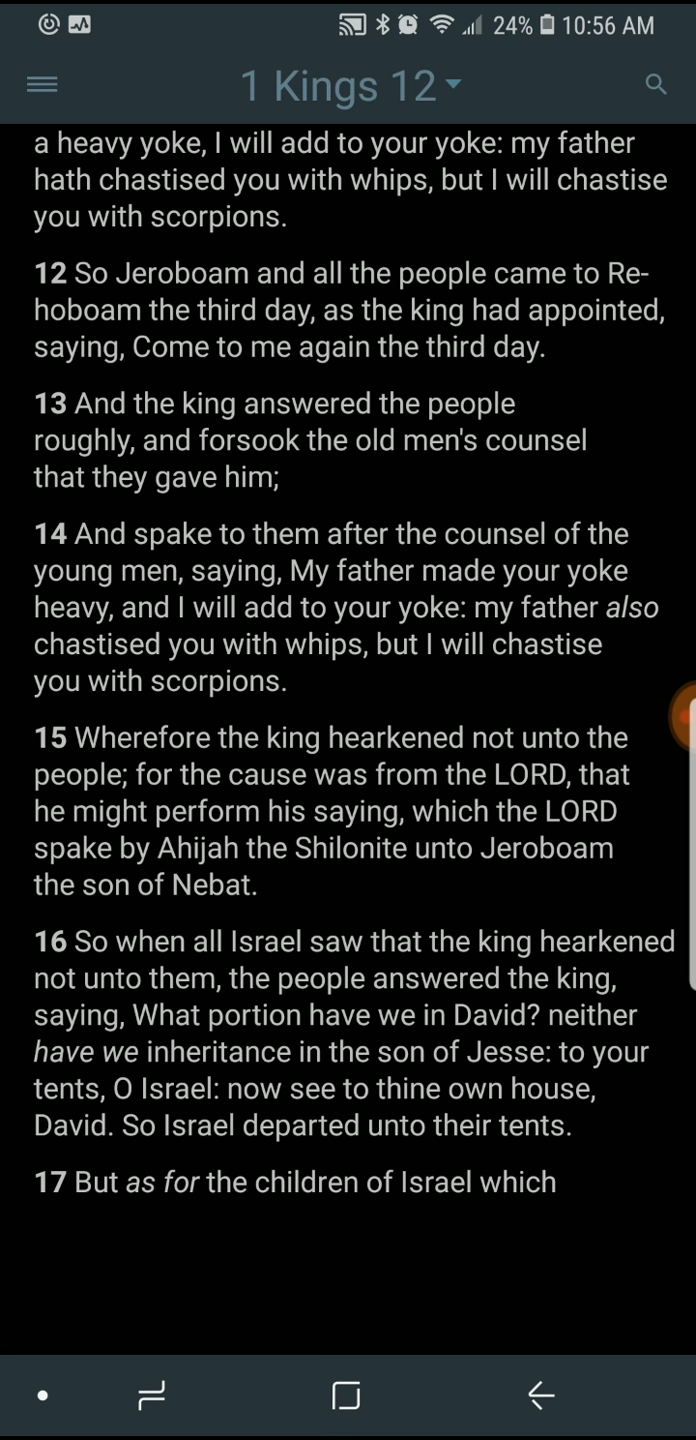 24% 10:56 AM
1 Kings 12
a heavy yoke, I will add to your yoke: my father
hath chastised you with whips, but I will chastise
you with scorpions.
12 So Jeroboam and all the people came to Re-
hoboam the third day, as the king had appointed,
saying, Come to me again the third day.
13 And the king answered the people
roughly, and forsook the old men's counsel
that they gave him;
14 And spake to them after the counsel of the
young men, saying, My father made your yoke
heavy, and I will add to your yoke: my father also
chastised you with whips, but I will chastise
you with scorpions.
15 Wherefore the king hearkened not unto the
people; for the cause was from the LORD, that
he might perform his saying, which the LORD
spake by Ahijah the Shilonite unto Jeroboam
the son of Nebat.
16 So when all Israel saw that the king hearkened
not unto them, the people answered the king,
saying, What portion have we in David? neither
have we inheritance in the son of Jesse: to your
tents, O Israel: now see to thine own house,
David. So Israel departed unto their tents.
17 But as for the children of Israel which